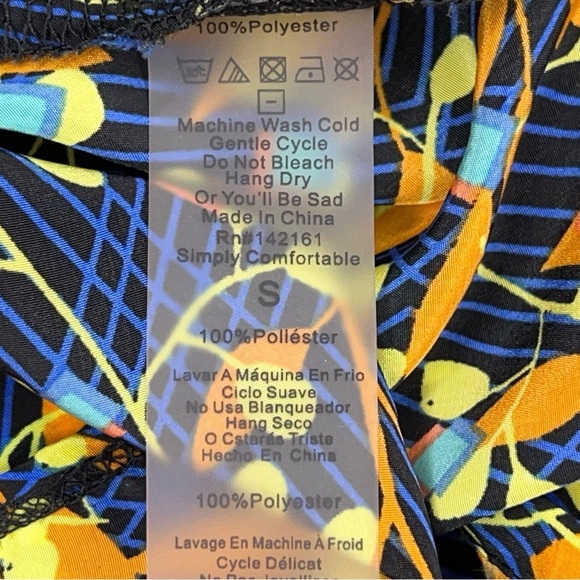 100%Polyester
Machine Wash Cold
Gentle Cycle
Do Not Bleach
Hang Dry
Or You'll Be Sad
Made In China
Rn#142161
Simply Comfortable
S
100%Poliéster
Lavar A Máquina En Frio
Ciclo Suave
No Usa Blanqueador
Hang Seco
O Cstarás Triste
Hecho En China
100%Polyester
Lavage En Machine À Froid
Cycle Délicat